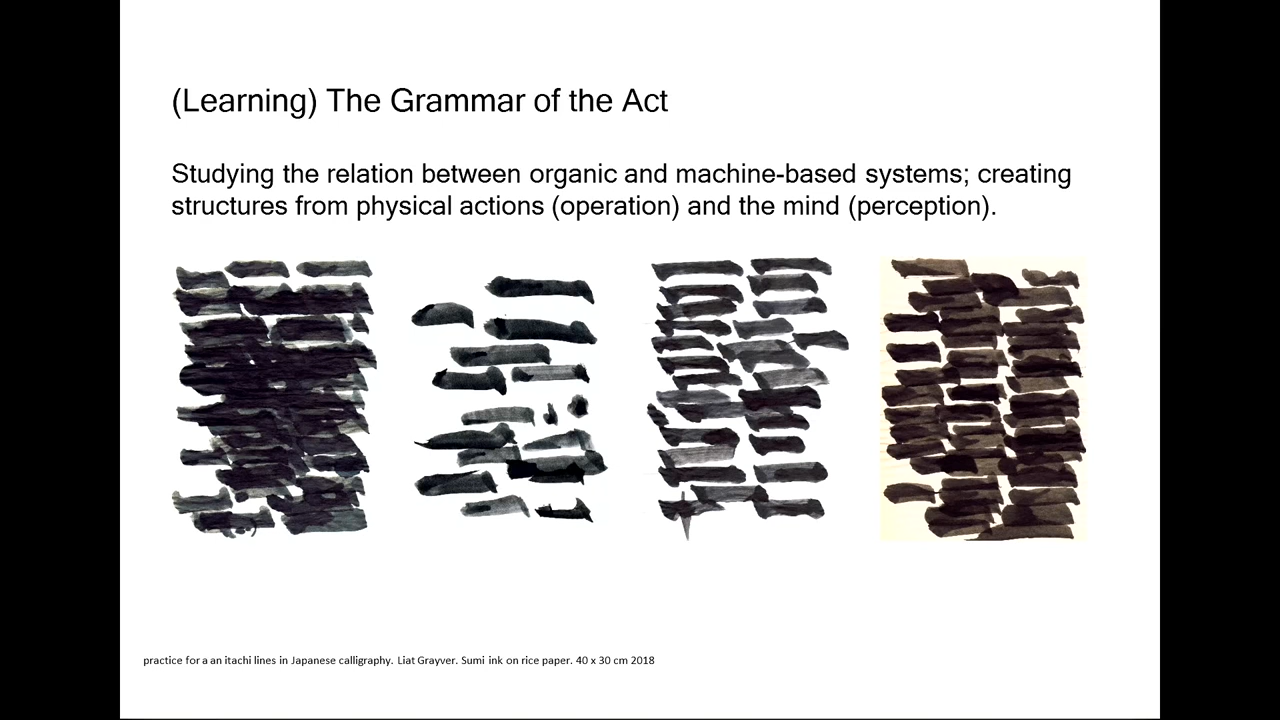 (Learning) The Grammar of the Act
Studying the relation between organic and machine-based systems; creating
structures from physical actions (operation) and the mind (perception).
practice for a an itachi lines in Japanese calligraphy. Liat Grayver. Sumi ink on rice paper. 40 x 30 cm 2018